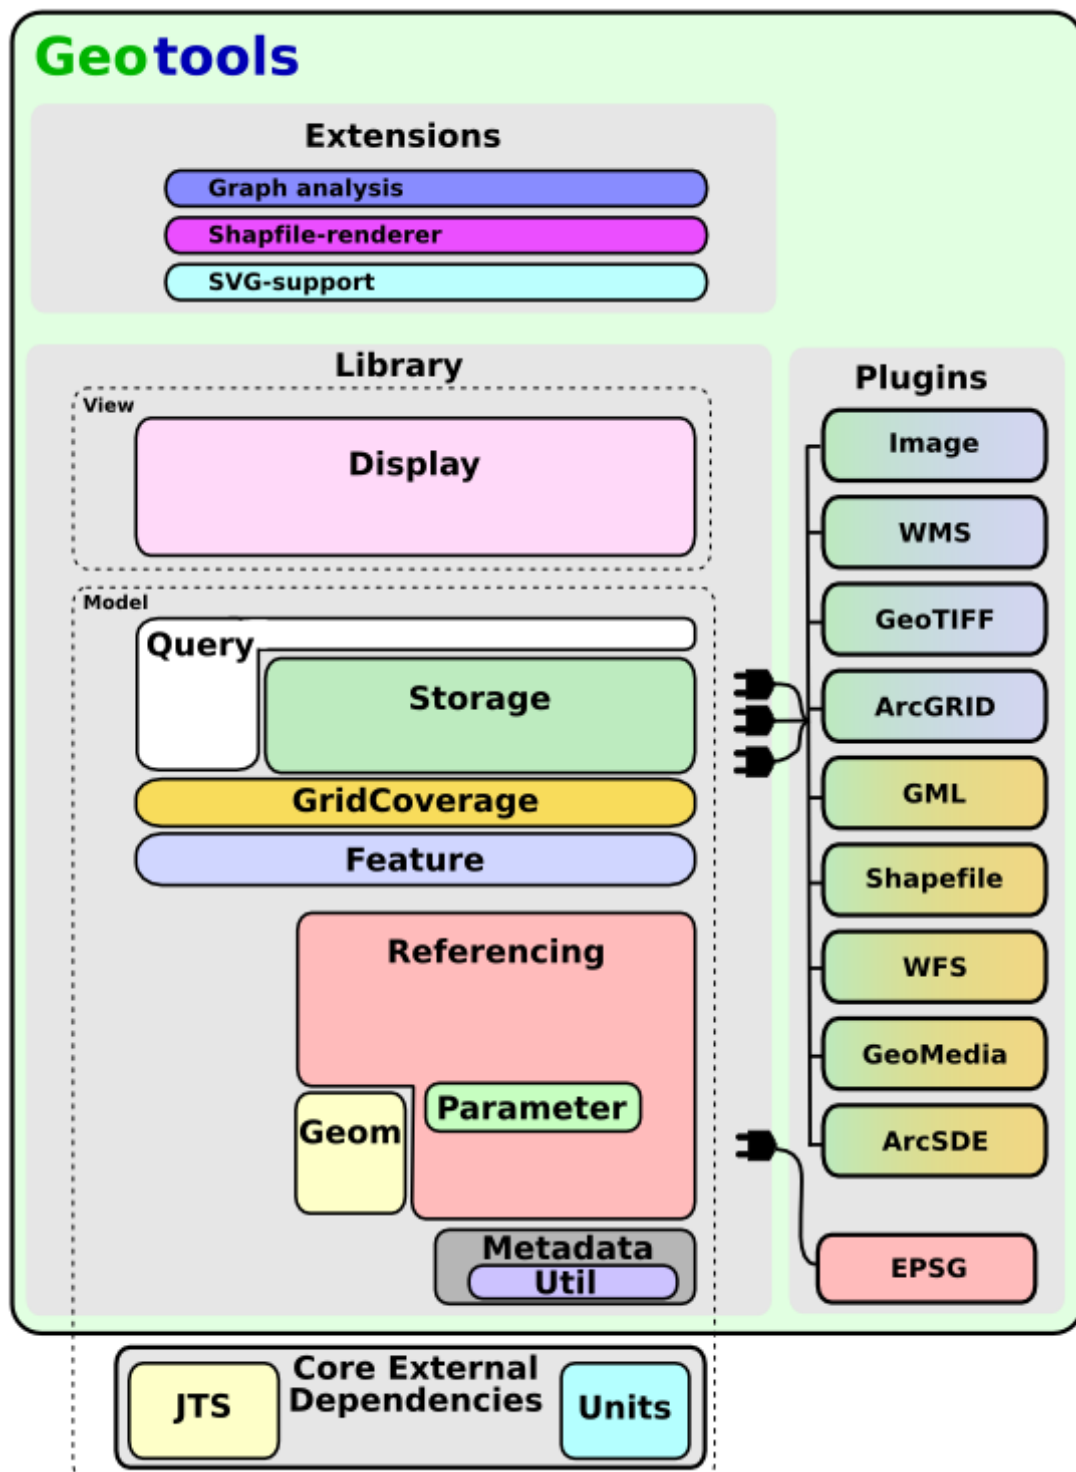 Geotools
Extensions
Graph analysis
Shapfile-renderer
SVG-support
Library
View
Display
Model
Query
Storage
GridCoverage
Feature
Referencing
Parameter
Geom
Metadata
Util
Plugins
Image
WMS
GeoTIFF
ArcGRID
GML
Shapefile
WFS
GeoMedia
ArcSDE
EPSG
Core External
Dependencies
JTS
Units